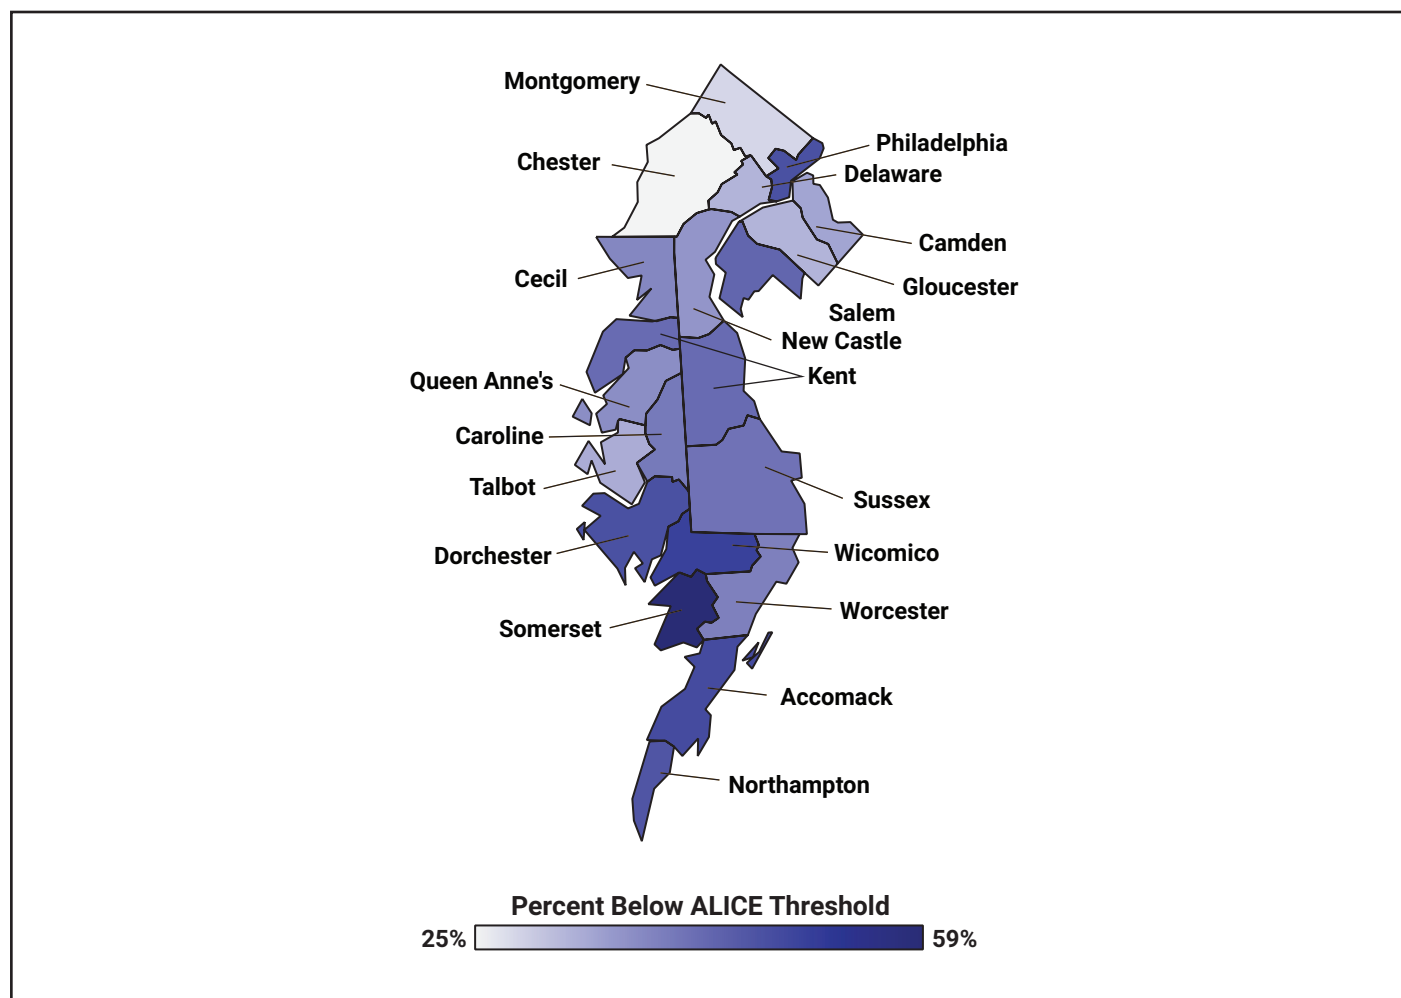 Montgomery
Philadelphia
Chester
Delaware
Camden
Cecil
Gloucester
Salem
New Castle
Kent
Queen Anne's
Caroline
Talbot
Sussex
Dorchester
Wicomico
Worcester
Somerset
Accomack
Northampton
Percent Below ALICE Threshold
25%
59%